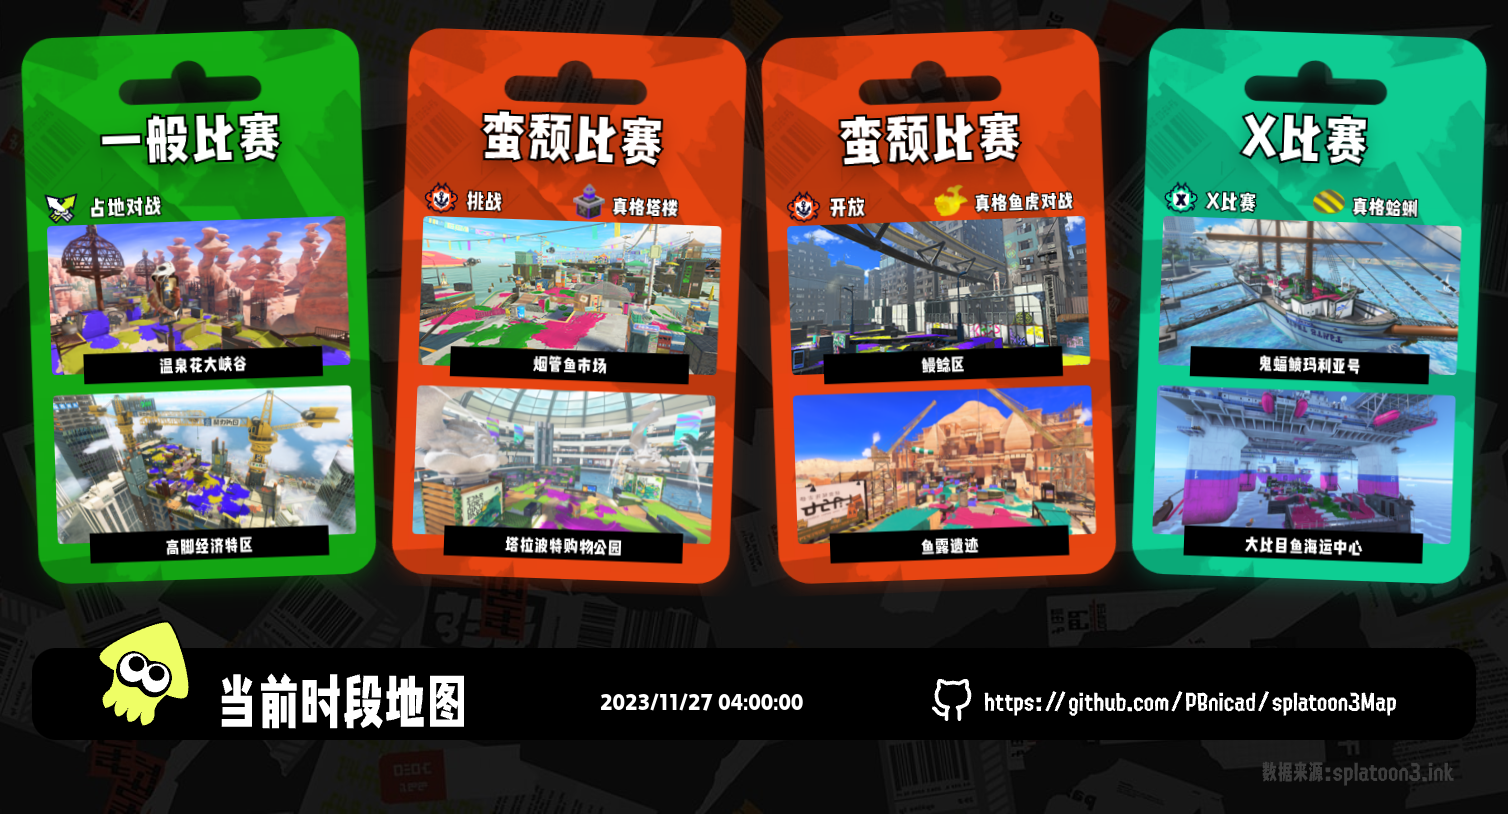 一般比赛
占地对战
温泉花大峡谷
高脚经济特区
蛮颓比赛
挑战
真格塔楼
烟管鱼市场
塔拉波特购物公园
蛮颓比赛
开放
真格鱼虎对战
鳗鲶区
鱼露遗迹
X比赛
X比赛
真格蛤蜊
鬼蝠鲼玛利亚号
大比目鱼海运中心
当前时段地图
2023/11/27 04:00:00
https://github.com/PBnicad/splatoon3Map
数据来源:splatoon3.ink